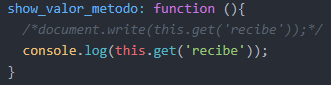 show_valor_metodo: function (){
/*document.write(this.get('recibe'));*/
console.log(this.get('recibe'));
}